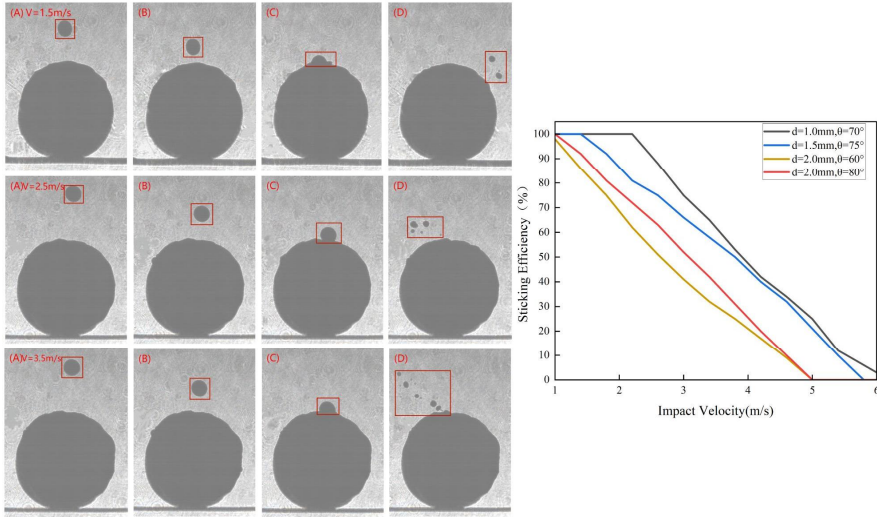 (A) V=1.5m/s
(B)
(C)
(D)
(A)V=2.5m/s
(B)
(C)
(D)
(A)V=3.5m/s
(B)
(C)
(D)
d=1.0mm,θ=70°
d=1.5mm,θ=75°
d=2.0mm,θ=60°
d=2.0mm,θ=80°
Sticking Efficiency（%）
100
90
80
70
60
50
40
30
20
10
0
1 2 3 4 5 6
Impact Velocity(m/s)